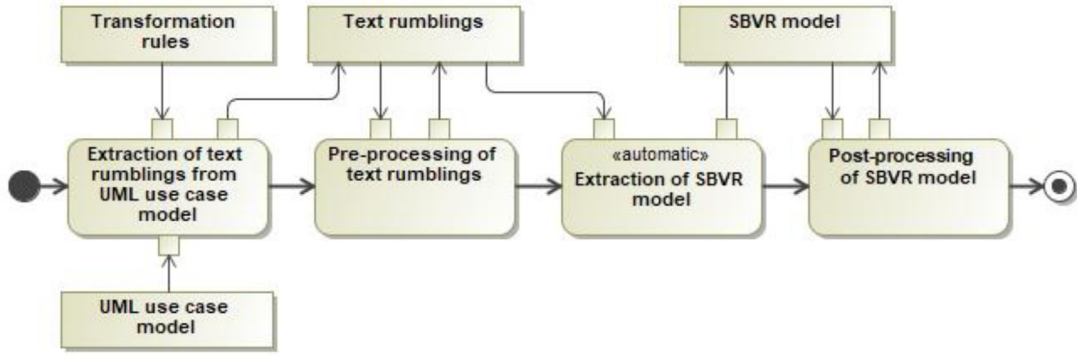 Transformation
rules
Text rumblings
SBVR model
Extraction of text
rumblings from
UML use case
model
Pre-processing of
text rumblings
«automatic»
Extraction of SBVR
model
Post-processing
of SBVR model
UML use case
model